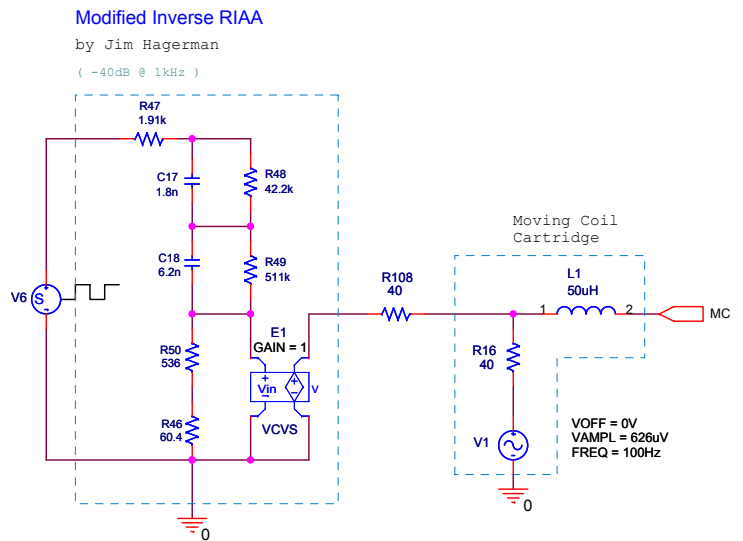 Modified Inverse RIAA
by Jim Hagerman
( -40dB @ 1kHz )
R47
1.91k
C17
1.8n
R48
42.2k
C18
6.2n
R49
511k
V6
S
R50
536
E1
GAIN = 1
Vin
V
VCVS
R46
60.4
0
R108
40
Moving Coil
Cartridge
L1
50uH
1
2
MC
R16
40
V1
VOFF = 0V
VAMPL = 626uV
FREQ = 100Hz
0